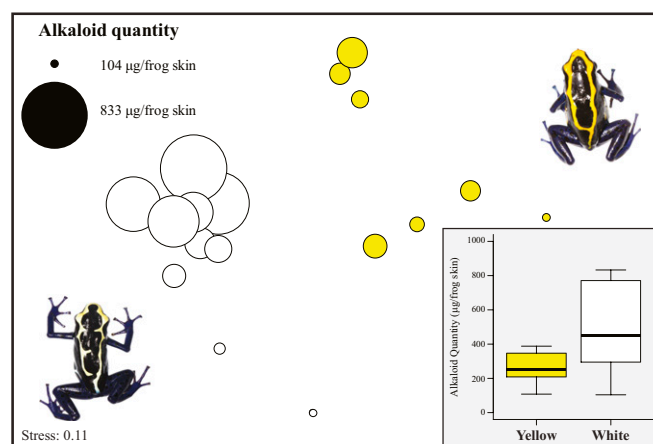 Alkaloid quantity
104 µg/frog skin
833 µg/frog skin
Alkaloid Quantity (µg/frog skin)
1000
800
600
400
200
0
Yellow
White
Stress: 0.11